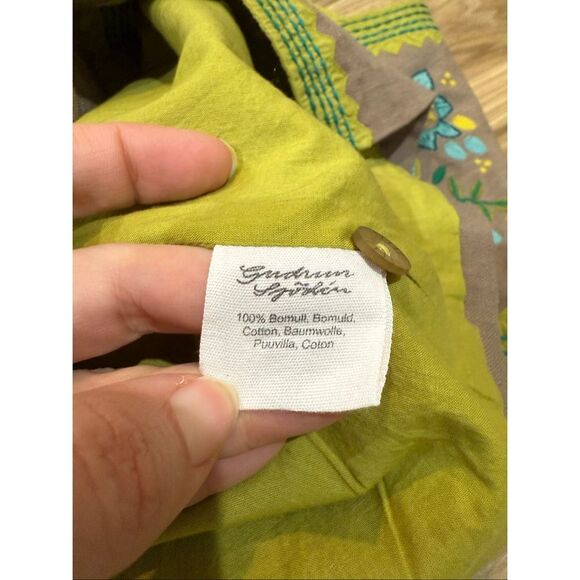 Gudrun
Sjödén
100% Bomull, Bomuld,
Cotton, Baumwolle,
Puuvilla, Coton